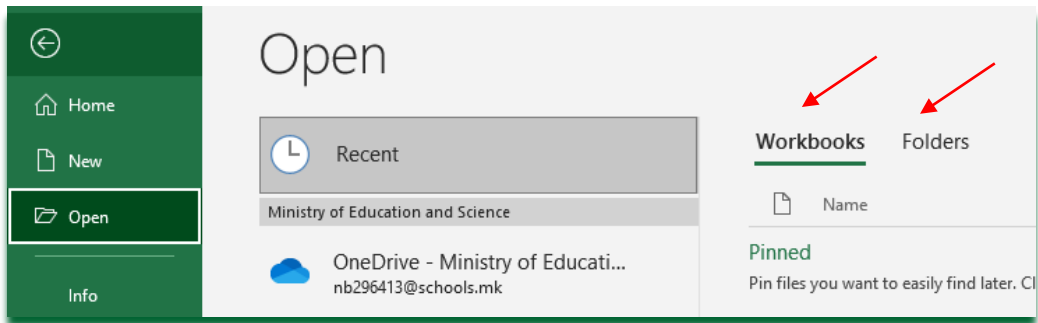 Home
New
Open
Info
Open
Recent
Ministry of Education and Science
OneDrive - Ministry of Educati...
nb296413@schools.mk
Workbooks Folders
Name
Pinned
Pin files you want to easily find later. Cl